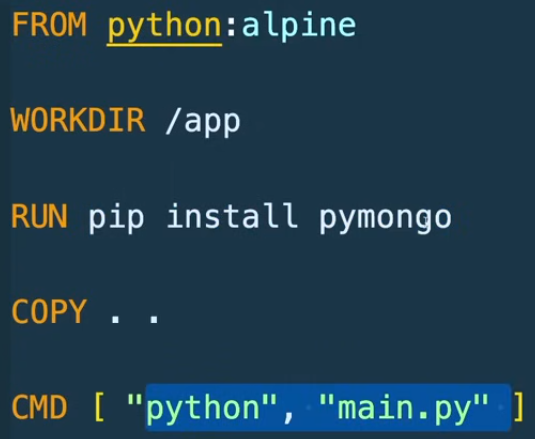 FROM python:alpine
WORKDIR /app
RUN pip install pymongo
COPY . .
CMD [ "python", "main.py" ]